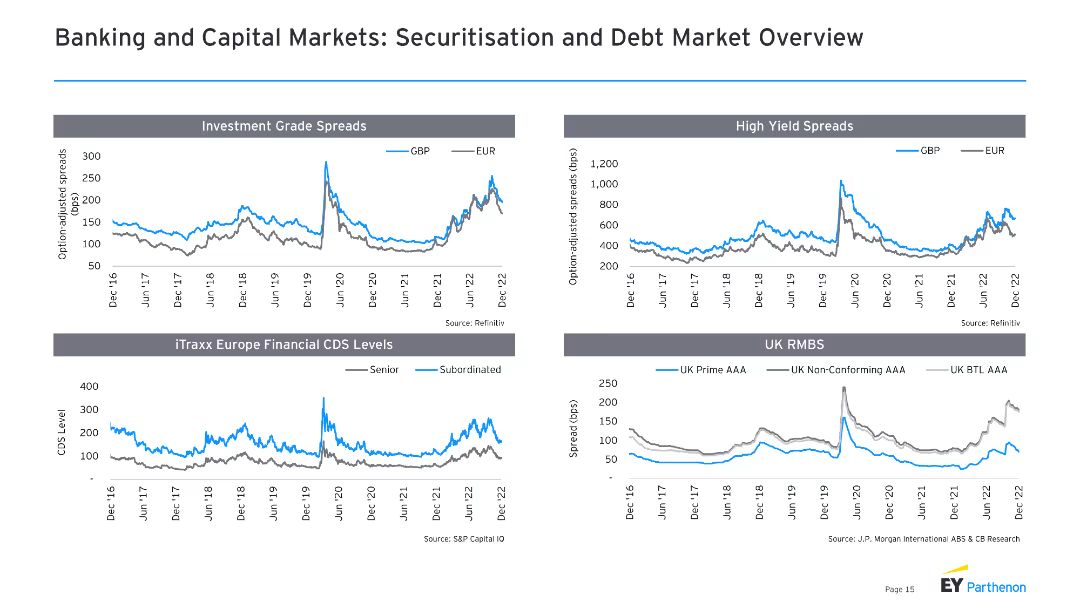 Banking and Capital Markets: Securitisation and Debt Market Overview
Investment Grade Spreads
GBP EUR
Option-adjusted spreads
(bps)
300
250
200
150
100
50
Dec '16 Jun '17 Dec '17 Jun '18 Dec '18 Jun '19 Dec '19 Jun '20 Dec '20 Jun '21 Dec '21 Jun '22 Dec '22
Source: Refinitiv
High Yield Spreads
GBP EUR
Option-adjusted spreads (bps)
1,200
1,000
800
600
400
200
Dec '16 Jun '17 Dec '17 Jun '18 Dec '18 Jun '19 Dec '19 Jun '20 Dec '20 Jun '21 Dec '21 Jun '22 Dec '22
Source: Refinitiv
iTraxx Europe Financial CDS Levels
Senior Subordinated
CDS Level
400
300
200
100
-
Dec '16 Jun '17 Dec '17 Jun '18 Dec '18 Jun '19 Dec '19 Jun '20 Dec '20 Jun '21 Dec '21 Jun '22 Dec '22
Source: S&P Capital IQ
UK RMBS
UK Prime AAA UK Non-Conforming AAA UK BTL AAA
Spread (bps)
250
200
150
100
50
-
Dec '16 Jun '17 Dec '17 Jun '18 Dec '18 Jun '19 Dec '19 Jun '20 Dec '20 Jun '21 Dec '21 Jun '22 Dec '22
Source: J.P. Morgan International ABS & CB Research
Page 15
EY Parthenon